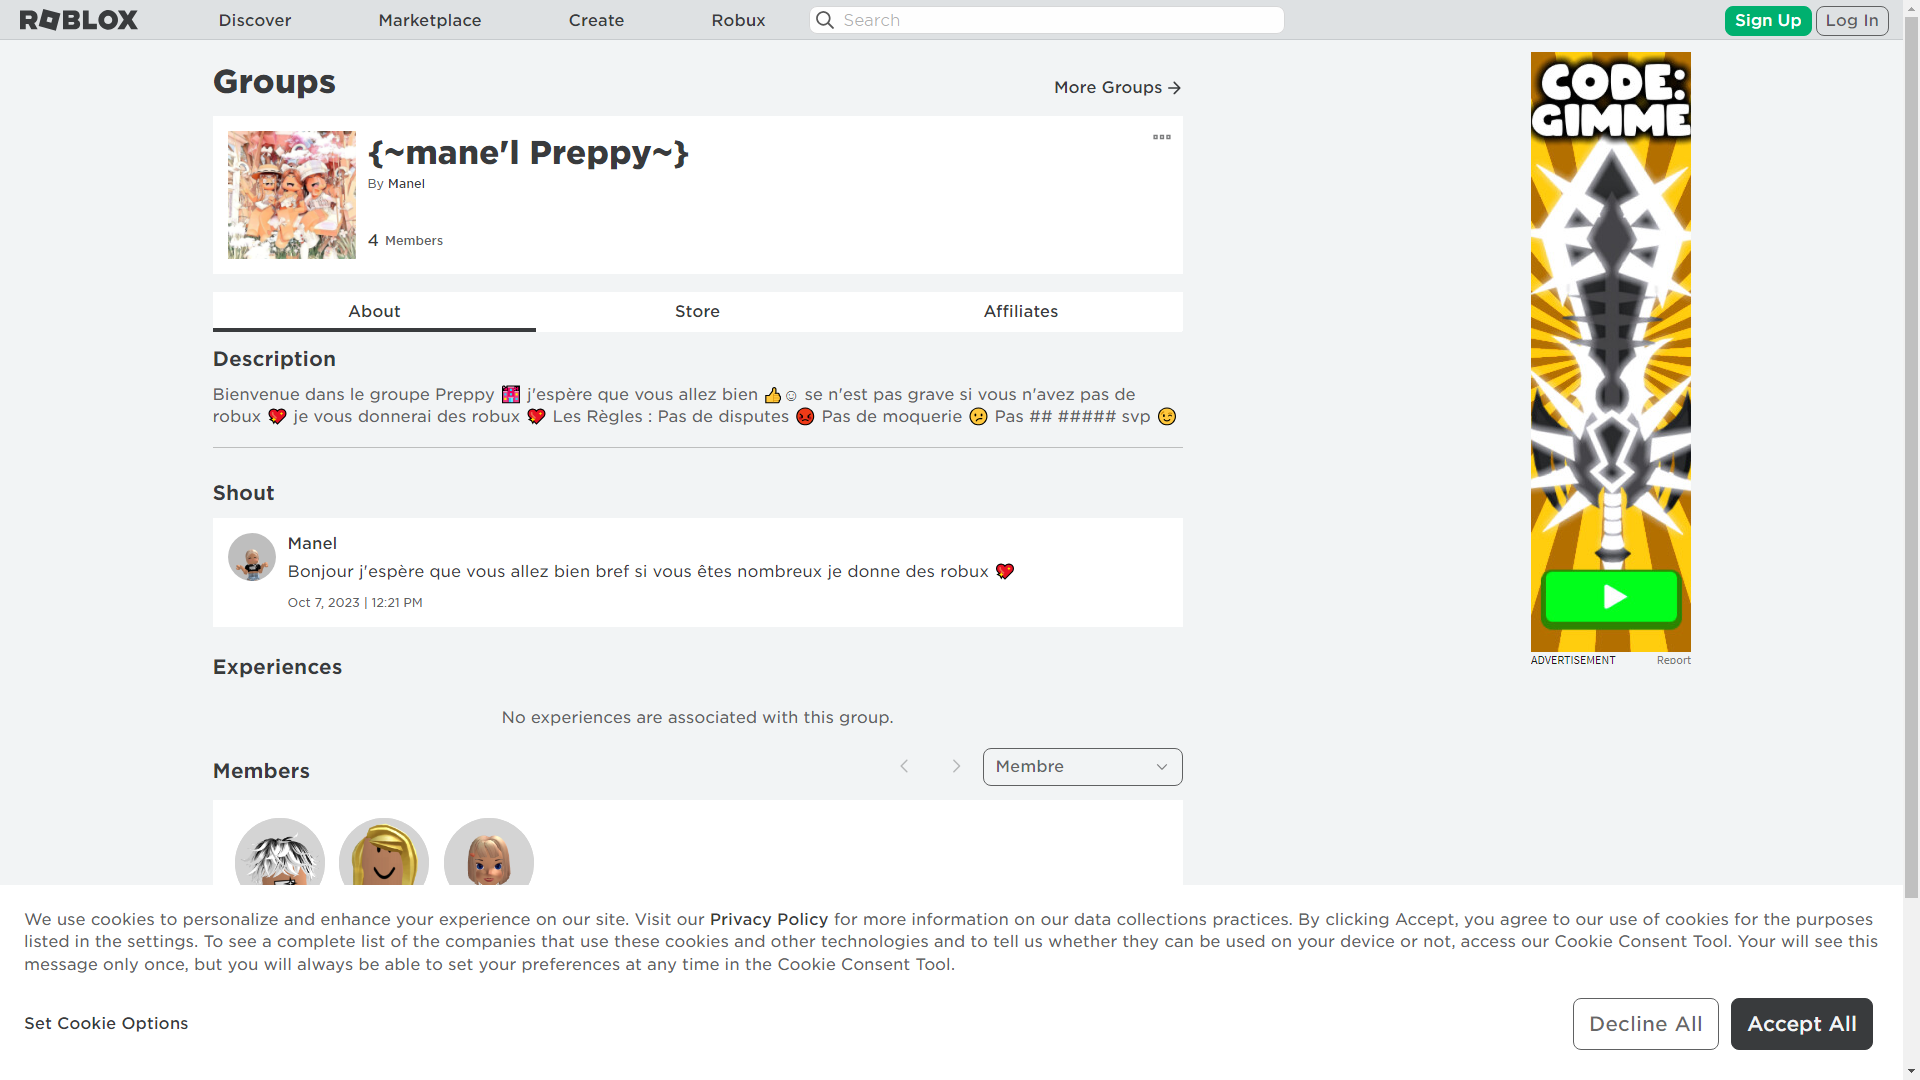 ROBLOX Discover Marketplace Create Robux Search Sign Up Log In
Groups
More Groups
{~mane'l Preppy~}
By Manel
4 Members
About Store Affiliates
Description
Bienvenue dans le groupe Preppy 🏩 j'espère que vous allez bien 👍☺ se n'est pas grave si vous n'avez pas de
robux 💖 je vous donnerai des robux 💖 Les Règles : Pas de disputes 😡 Pas de moquerie 😕 Pas ## ##### svp 😉
Shout
Manel
Bonjour j'espère que vous allez bien bref si vous êtes nombreux je donne des robux 💖
Oct 7, 2023 | 12:21 PM
Experiences
No experiences are associated with this group.
Members
Membre
CODE:
GIMME
ADVERTISEMENT Report
We use cookies to personalize and enhance your experience on our site. Visit our Privacy Policy for more information on our data collections practices. By clicking Accept, you agree to our use of cookies for the purposes
listed in the settings. To see a complete list of the companies that use these cookies and other technologies and to tell us whether they can be used on your device or not, access our Cookie Consent Tool. Your will see this
message only once, but you will always be able to set your preferences at any time in the Cookie Consent Tool.
Set Cookie Options
Decline All
Accept All